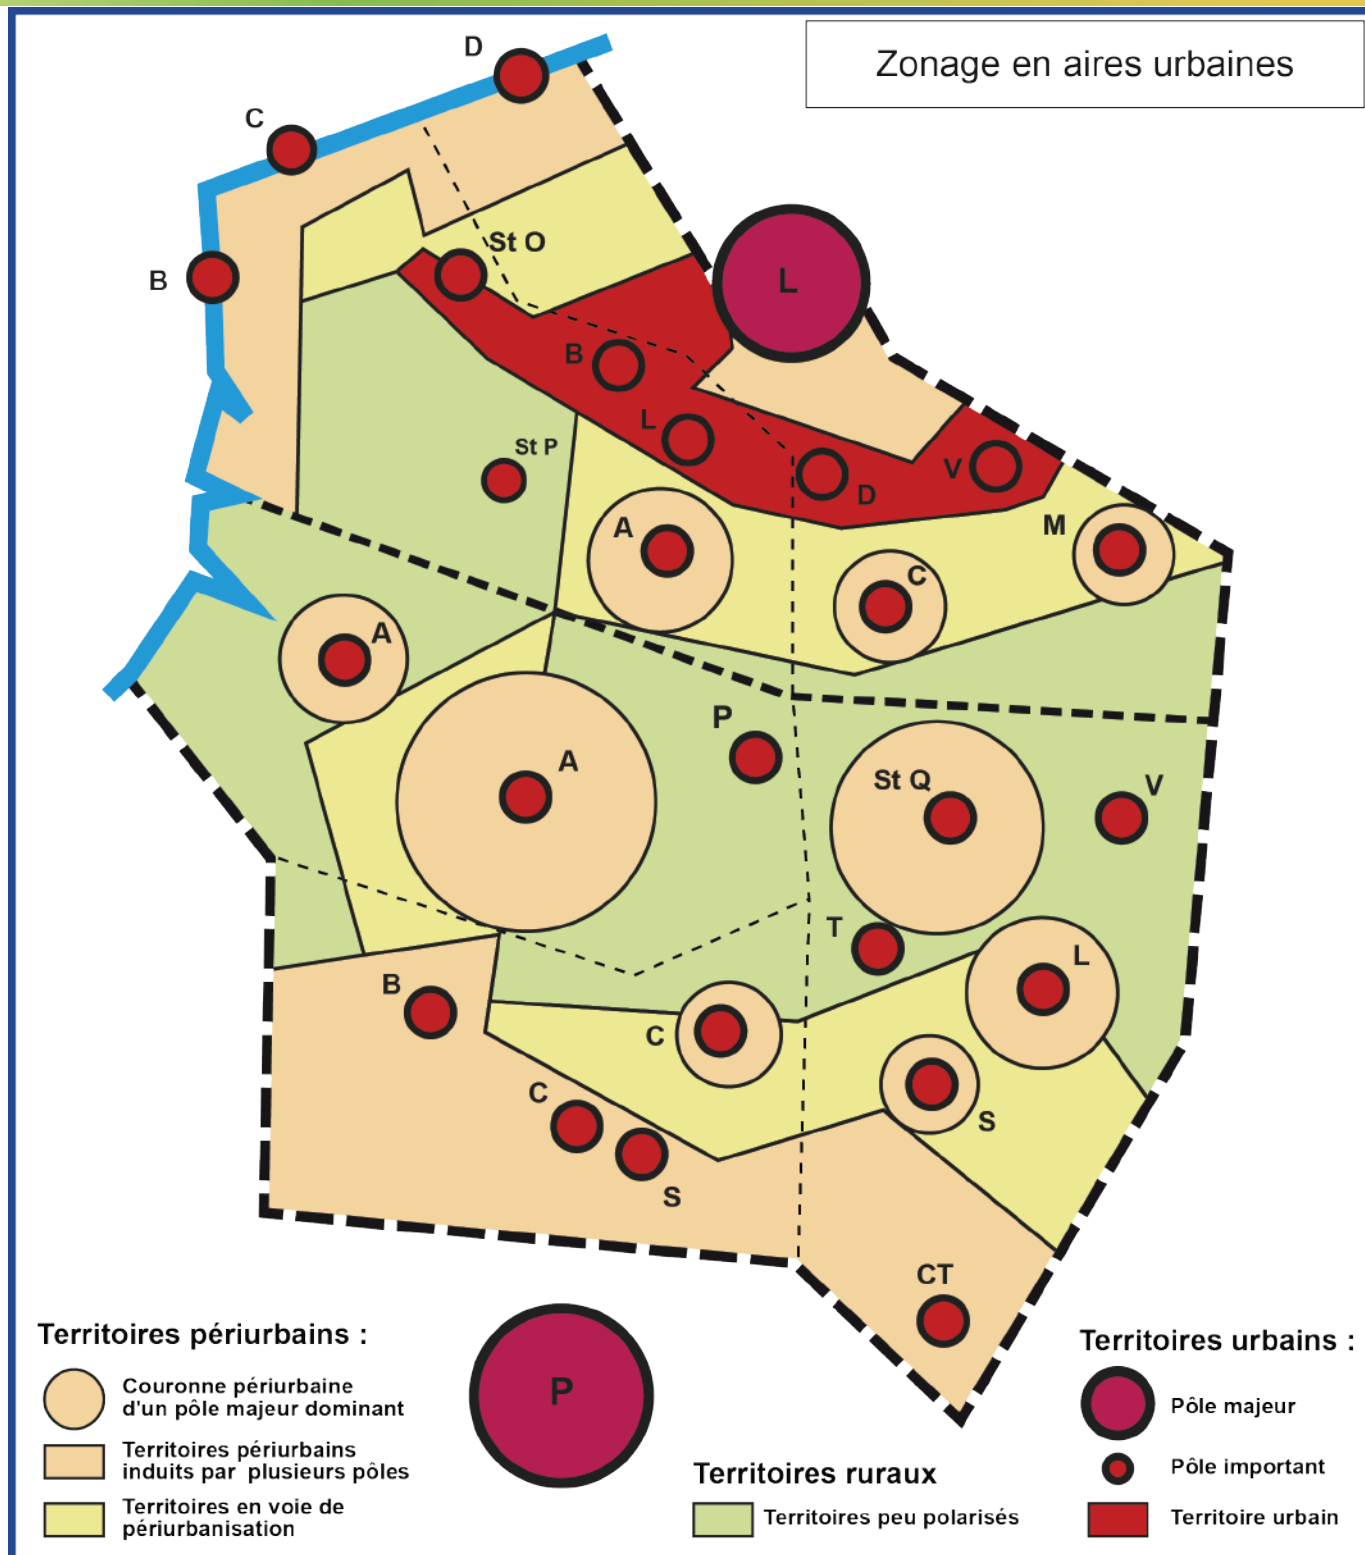 Zonage en aires urbaines
D
C
B
St O
L
B
L
St P
D
V
A
M
C
A
P
A
St Q
V
T
L
B
C
C
S
S
CT
P
Territoires périurbains :
Couronne périurbaine
d'un pôle majeur dominant
Territoires périurbains
induits par plusieurs pôles
Territoires en voie de
périurbanisation
Territoires ruraux
Territoires peu polarisés
Territoires urbains :
Pôle majeur
Pôle important
Territoire urbain